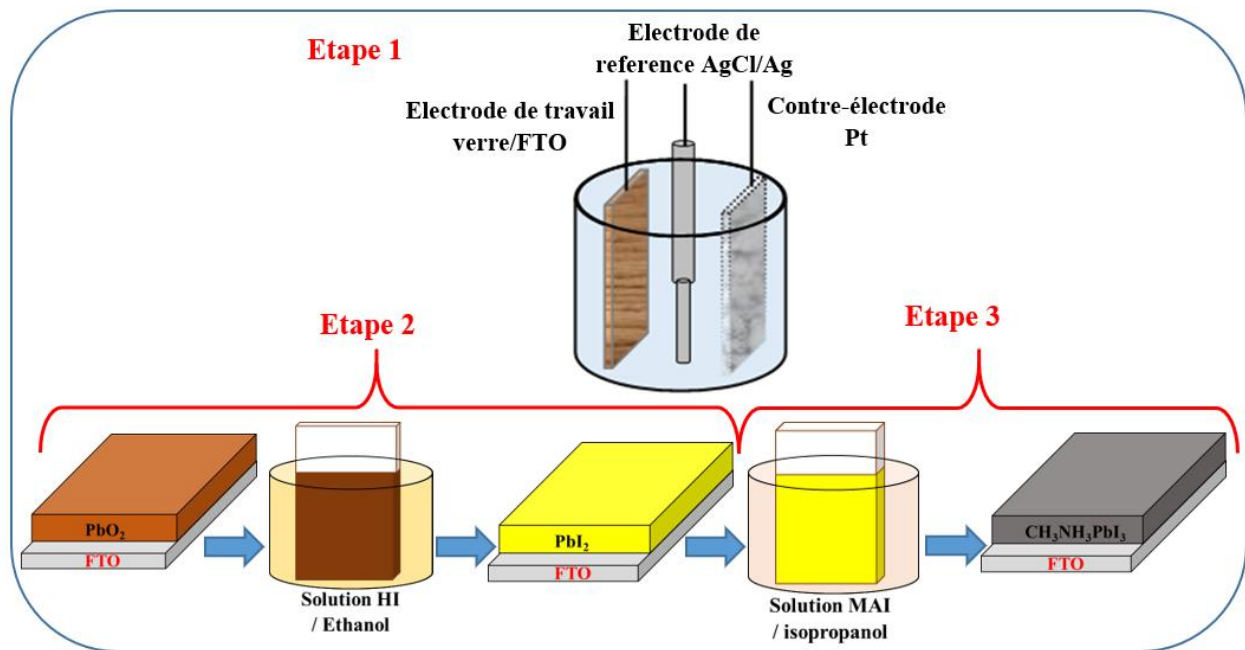 Etape 1
Electrode de
reference AgCl/Ag
Electrode de travail
verre/FTO
Contre-électrode
Pt
Etape 2
Etape 3
PbO₂
FTO
Solution HI
/ Ethanol
PbI₂
FTO
Solution MAI
/ isopropanol
CH₃NH₃PbI₃
FTO